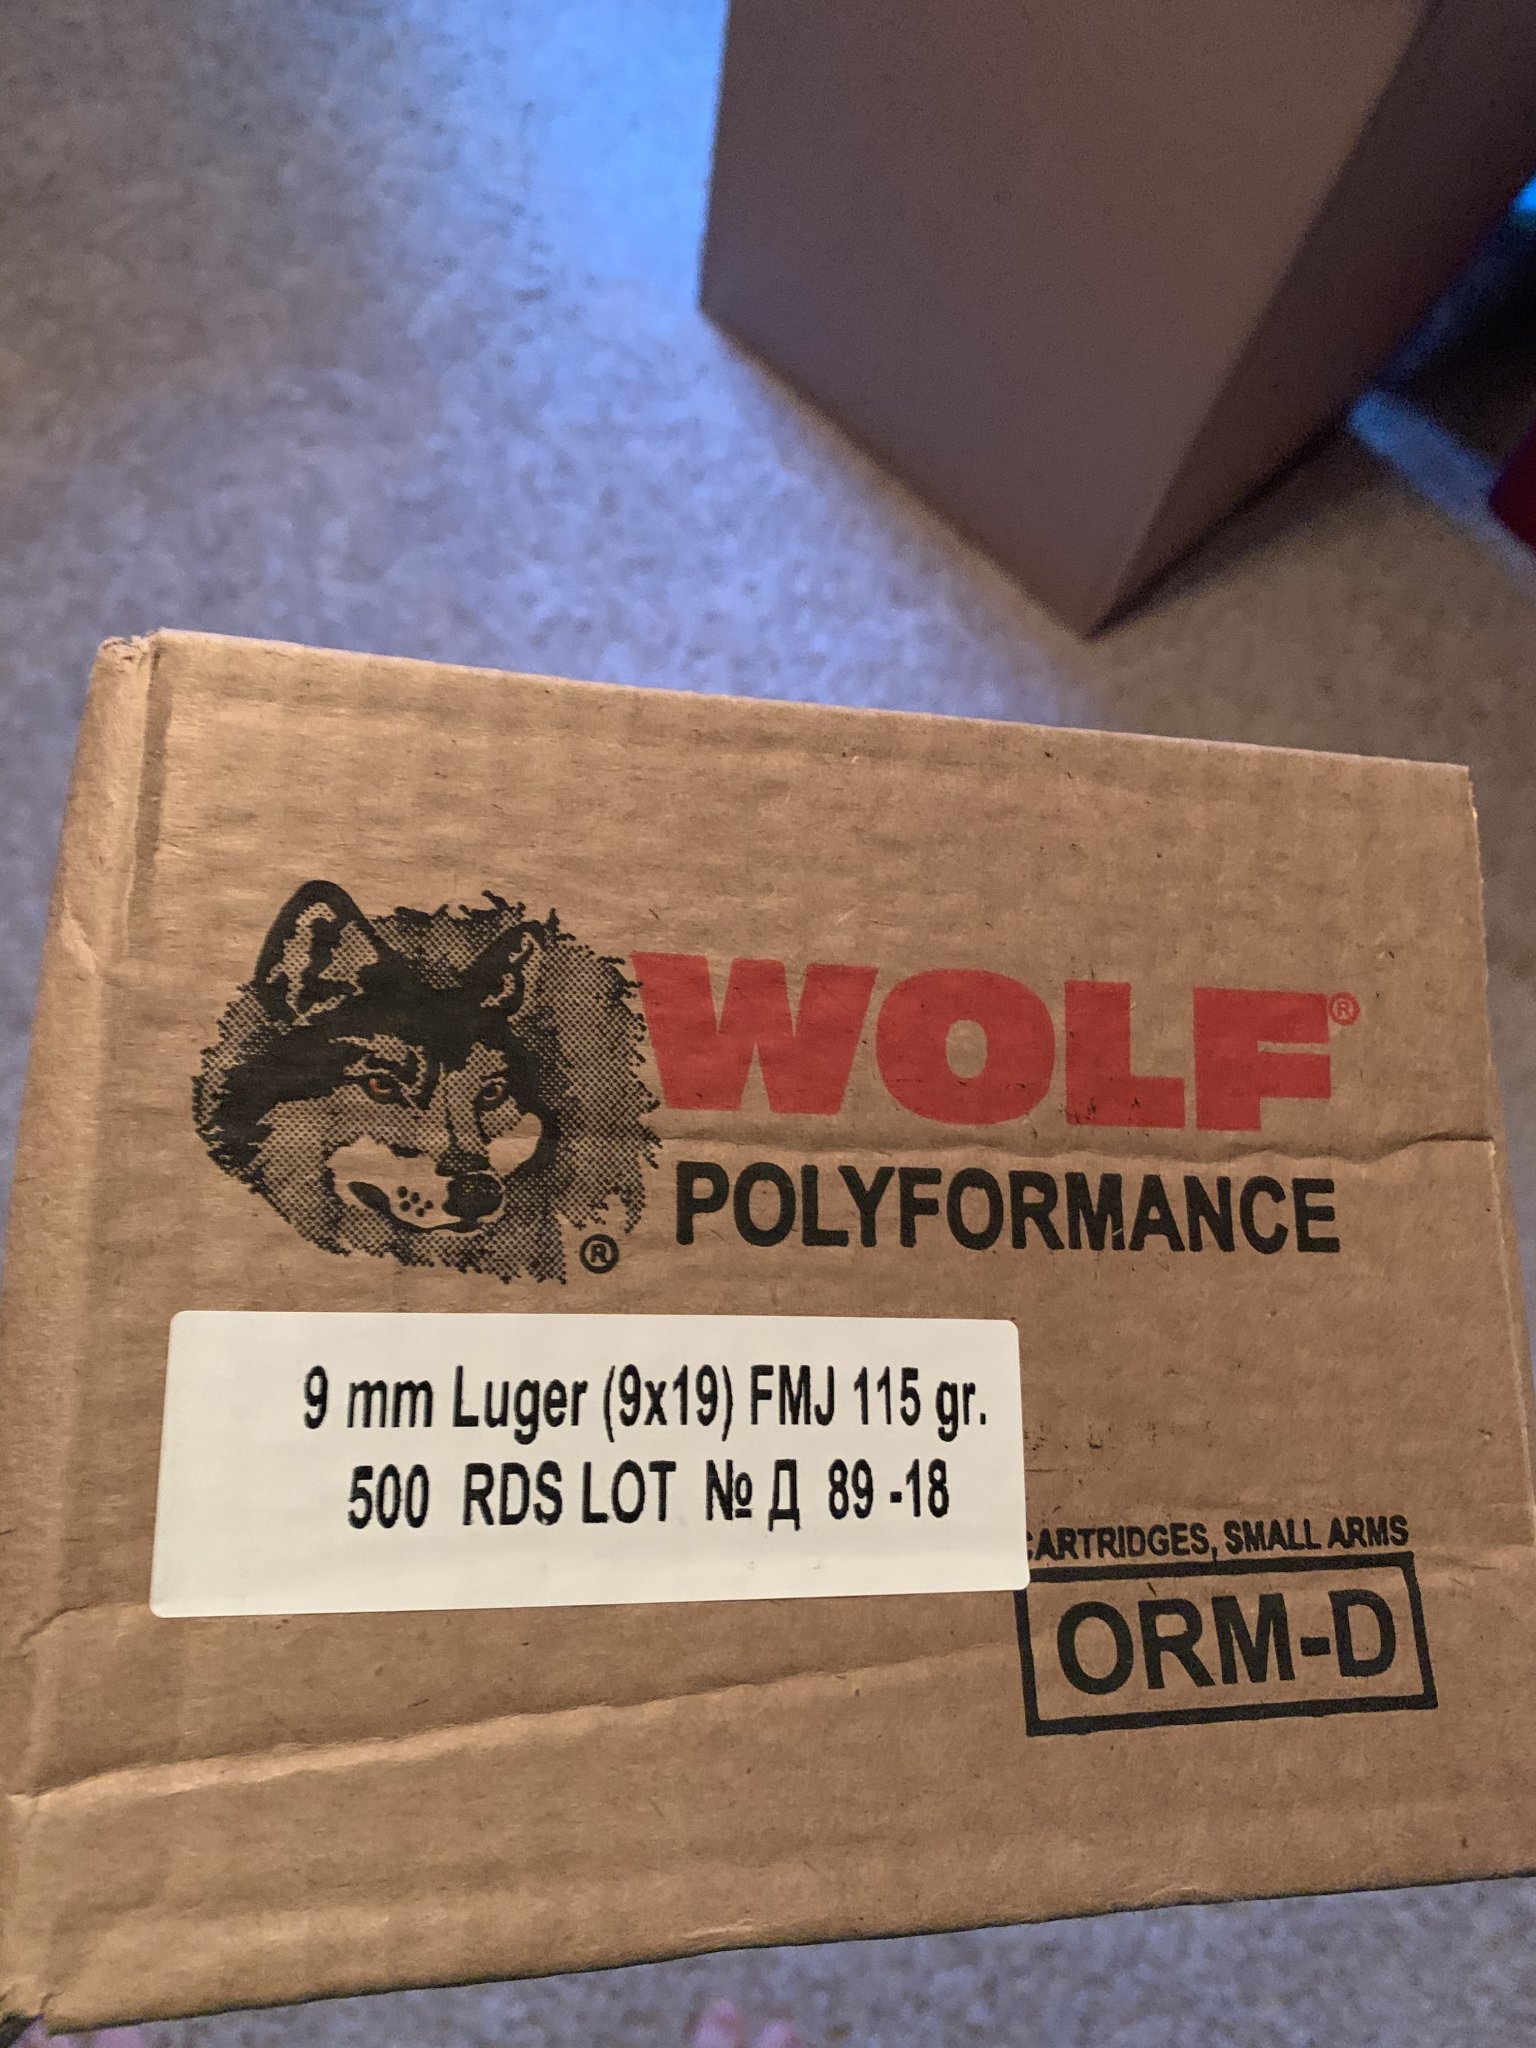 WOLF®
®
POLYFORMANCE
9 mm Luger (9x19) FMJ 115 gr.
500 RDS LOT № Д 89 -18
CARTRIDGES, SMALL ARMS
ORM-D